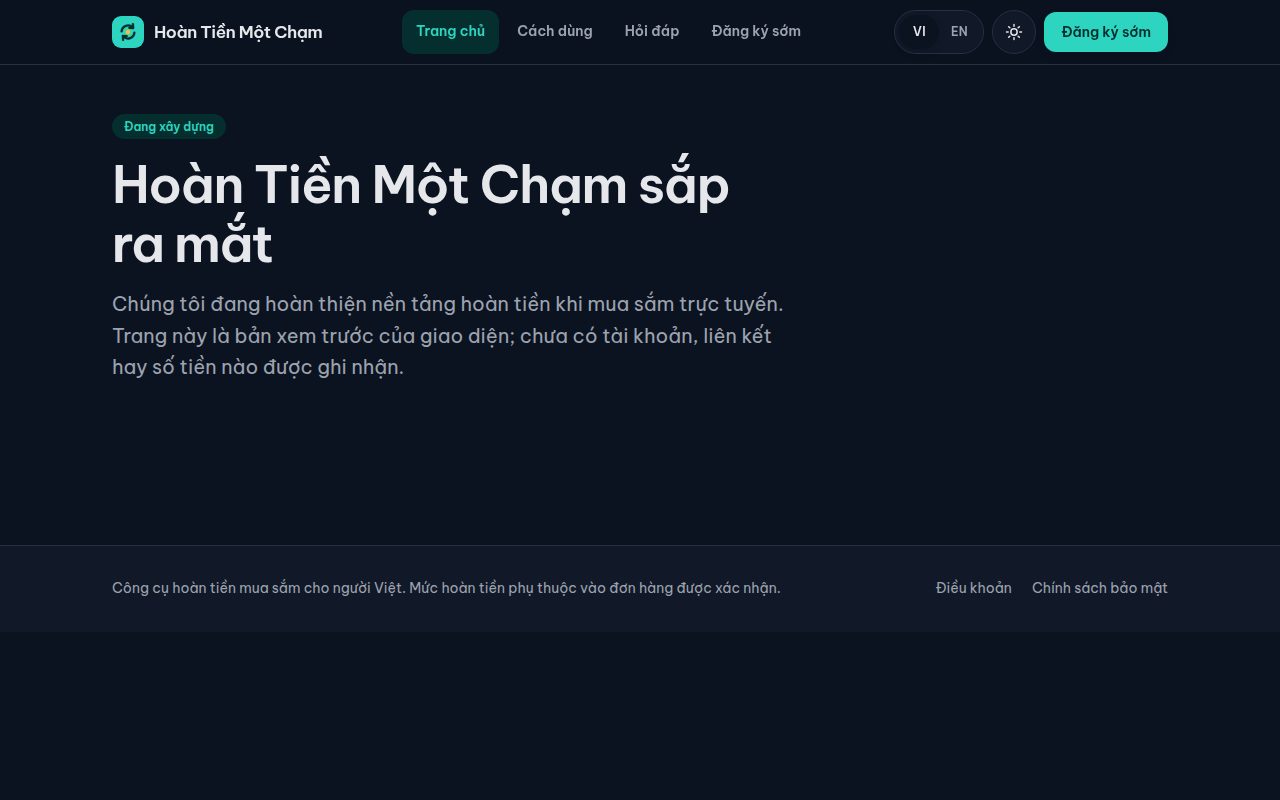 Hoàn Tiền Một Chạm
Trang chủ
Cách dùng
Hỏi đáp
Đăng ký sớm
VI
EN
Đăng ký sớm
Đang xây dựng
Hoàn Tiền Một Chạm sắp
ra mắt
Chúng tôi đang hoàn thiện nền tảng hoàn tiền khi mua sắm trực tuyến.
Trang này là bản xem trước của giao diện; chưa có tài khoản, liên kết
hay số tiền nào được ghi nhận.
Công cụ hoàn tiền mua sắm cho người Việt. Mức hoàn tiền phụ thuộc vào đơn hàng được xác nhận.
Điều khoản
Chính sách bảo mật